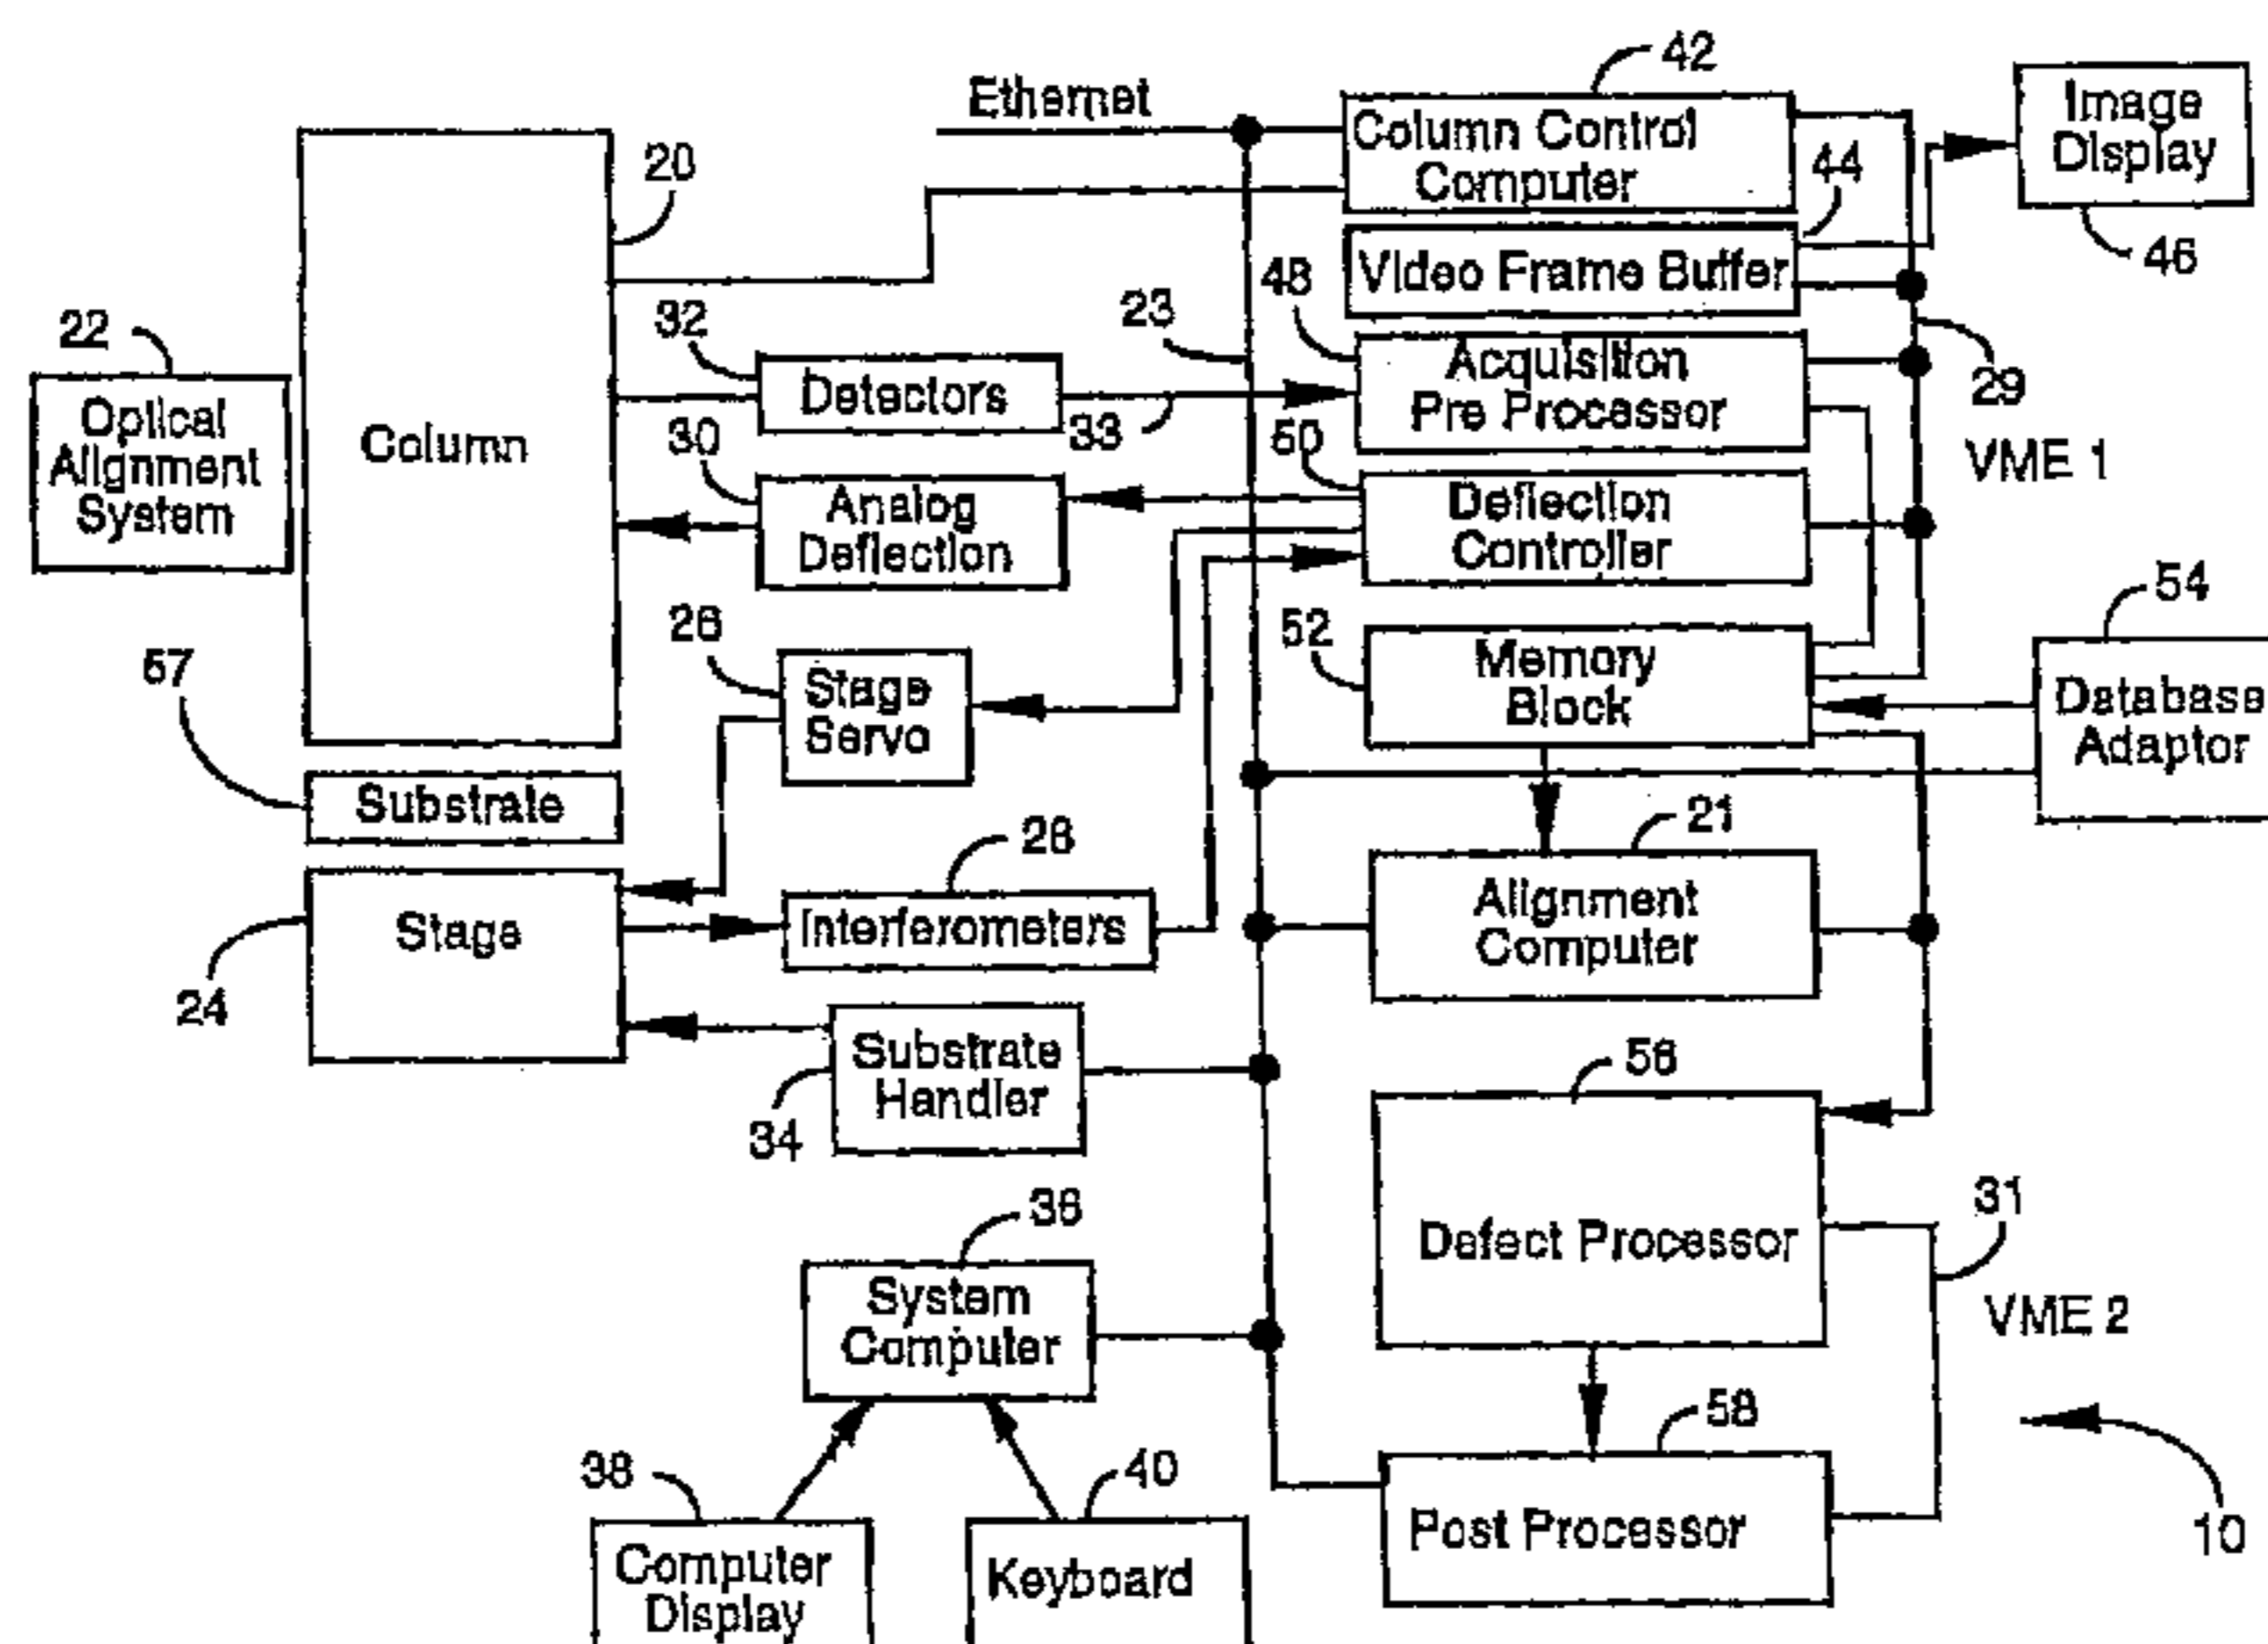 42
Ethernet
Column Control
Computer
Image
Display
20
44
46
Video Frame Buffer
48
23
32
22
Optical
Alignment
System
Column
Detectors
33
Acquisition
Pre Processor
29
VME 1
30
Analog
Deflection
50
Deflection
Controller
54
26
Stage
Servo
52
Memory
Block
Database
Adaptor
57
Substrate
21
28
Alignment
Computer
Stage
Interferometers
24
Substrate
Handler
34
56
Defect Processor
31
VME 2
36
System
Computer
58
38
40
Post Processor
10
Computer
Display
Keyboard